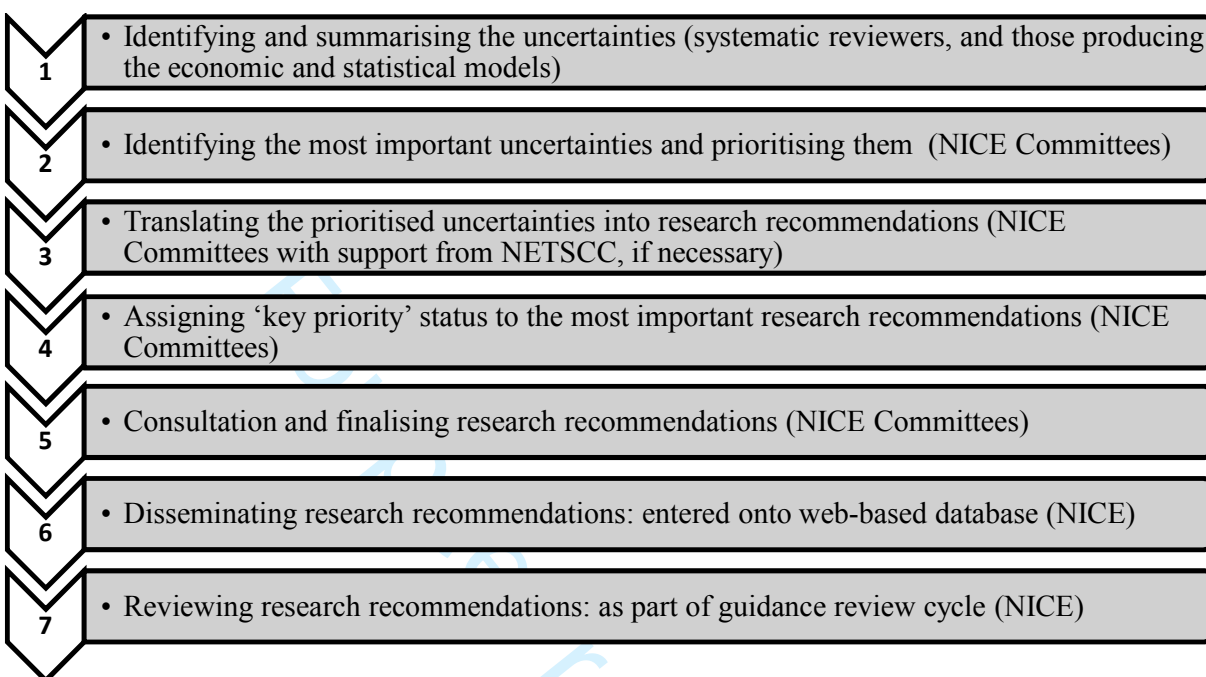 1
• Identifying and summarising the uncertainties (systematic reviewers, and those producing
the economic and statistical models)
2
• Identifying the most important uncertainties and prioritising them  (NICE Committees)
3
• Translating the prioritised uncertainties into research recommendations (NICE
Committees with support from NETSCC, if necessary)
4
• Assigning ‘key priority’ status to the most important research recommendations (NICE
Committees)
5
• Consultation and finalising research recommendations (NICE Committees)
6
• Disseminating research recommendations: entered onto web-based database (NICE)
7
• Reviewing research recommendations: as part of guidance review cycle (NICE)